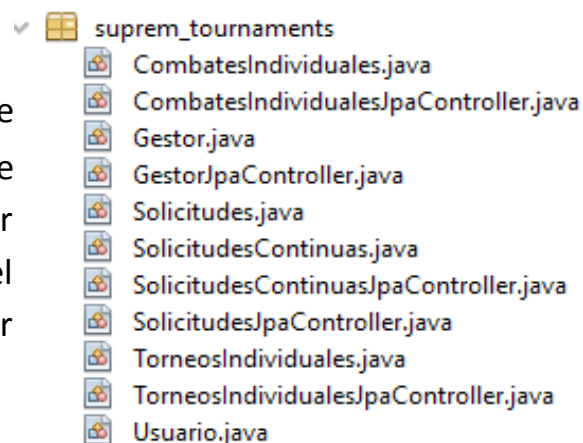 suprem_tournaments
CombatesIndividuales.java
e CombatesIndividualesJpaController.java
Gestor.java
e GestorJpaController.java
r Solicitudes.java
SolicitudesContinuas.java
el SolicitudesContinuasJpaController.java
r SolicitudesJpaController.java
TorneosIndividuales.java
TorneosIndividualesJpaController.java
Usuario.java